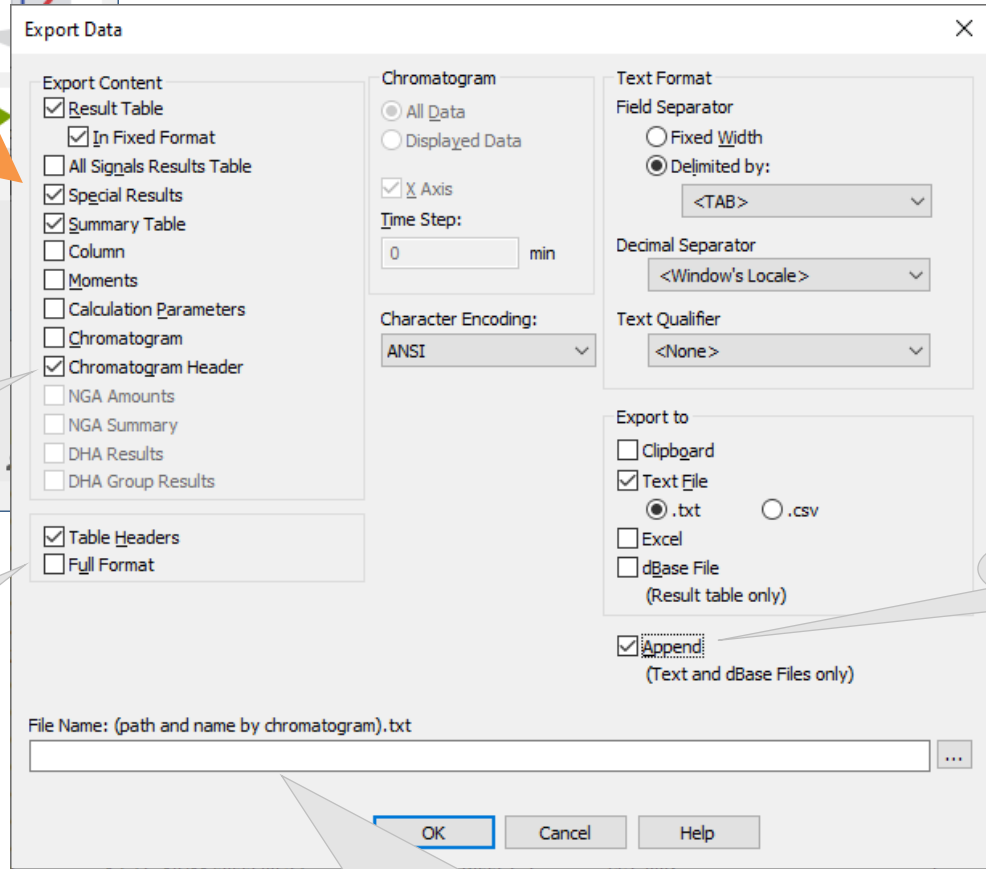 Export Data
Export Content
Result Table
In Fixed Format
All Signals Results Table
Special Results
Summary Table
Column
Moments
Calculation Parameters
Chromatogram
Chromatogram Header
NGA Amounts
NGA Summary
DHA Results
DHA Group Results
Table Headers
Full Format
Chromatogram
All Data
Displayed Data
X Axis
Time Step:
0 min
Character Encoding:
ANSI
Text Format
Field Separator
Fixed Width
Delimited by:
<TAB>
Decimal Separator
<Window's Locale>
Text Qualifier
<None>
Export to
Clipboard
Text File
.txt .csv
Excel
dBase File
(Result table only)
Append
(Text and dBase Files only)
File Name: (path and name by chromatogram).txt
...
OK Cancel Help